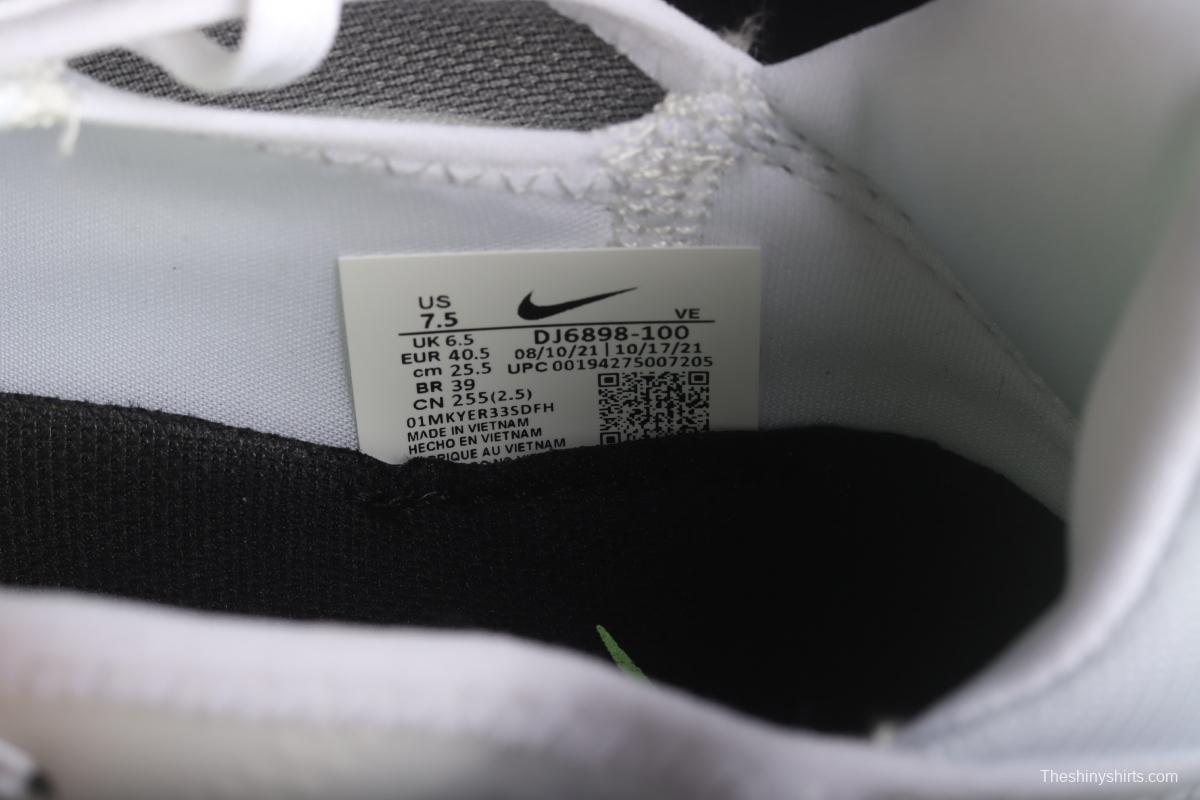 US
7.5
VE
UK 6.5
DJ6898-100
EUR 40.5
08/10/21 | 10/17/21
cm 25.5
UPC 00194275007205
BR 39
CN 255(2.5)
01MKYER33SDFH
MADE IN VIETNAM
HECHO EN VIETNAM
RIQUE AU VIETNAM
Theshinyshirts.com